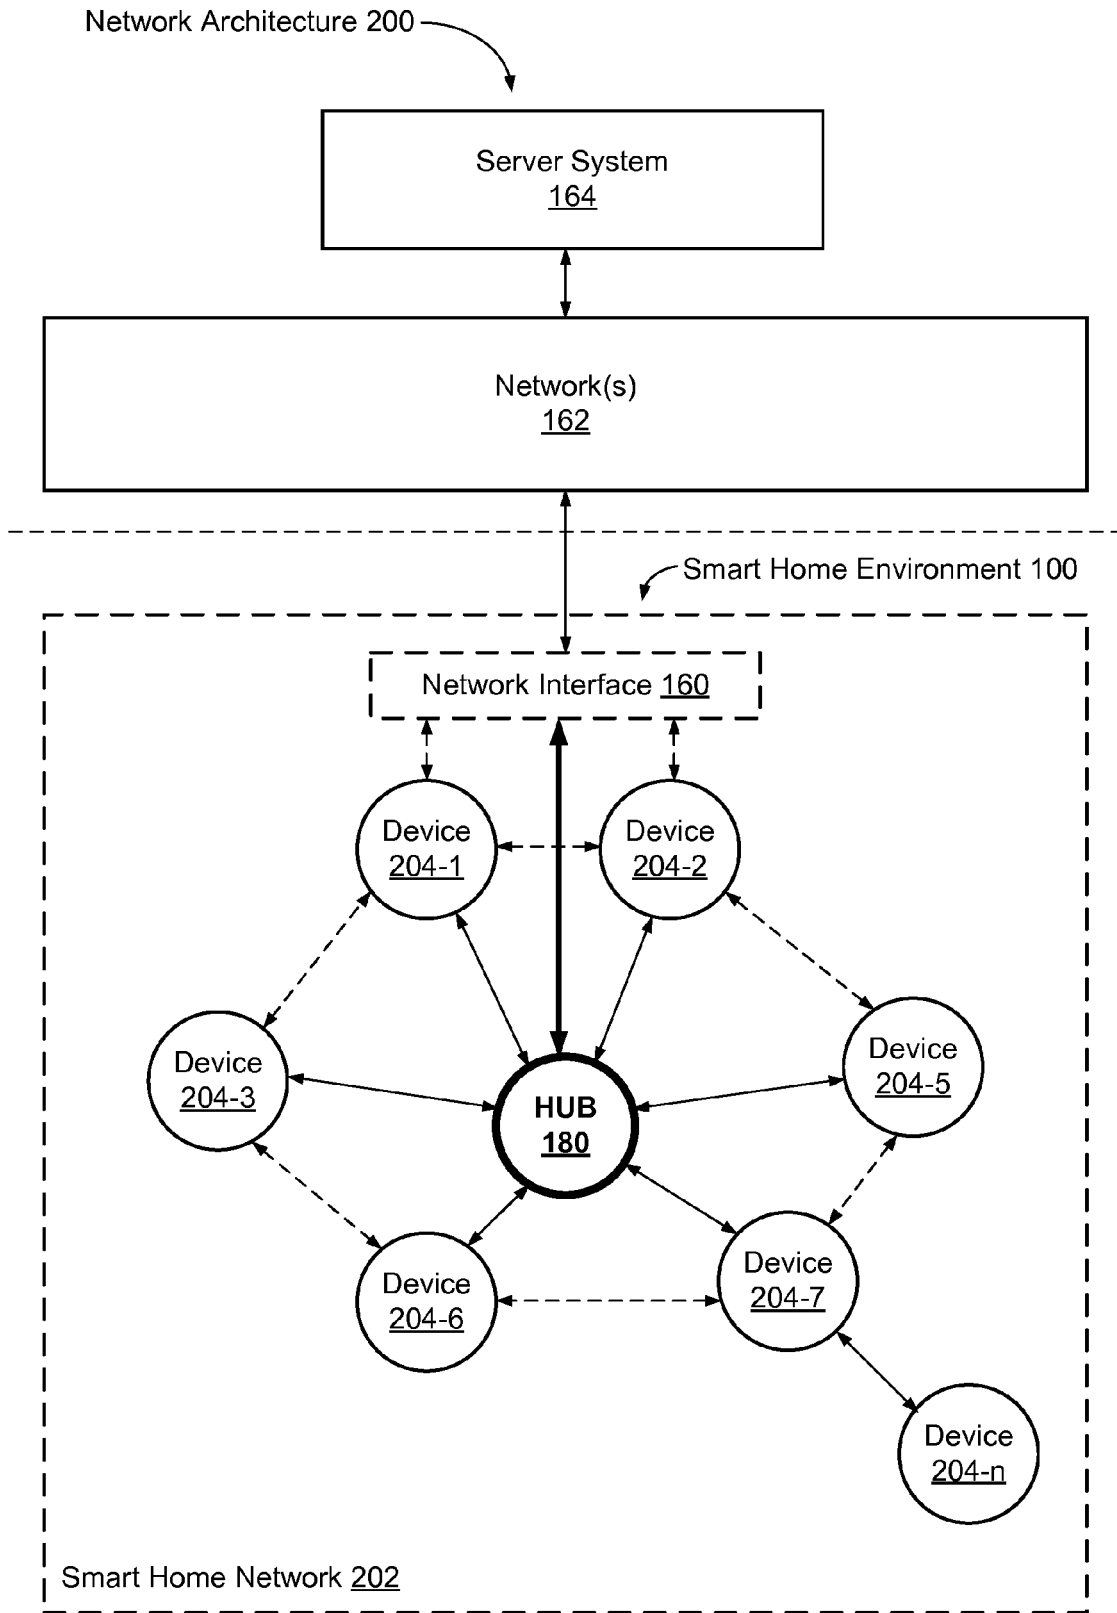 Network Architecture 200
Server System
164
Network(s)
162
Smart Home Environment 100
Network Interface 160
Device
204-1
Device
204-2
Device
204-3
Device
204-5
HUB
180
Device
204-6
Device
204-7
Device
204-n
Smart Home Network 202